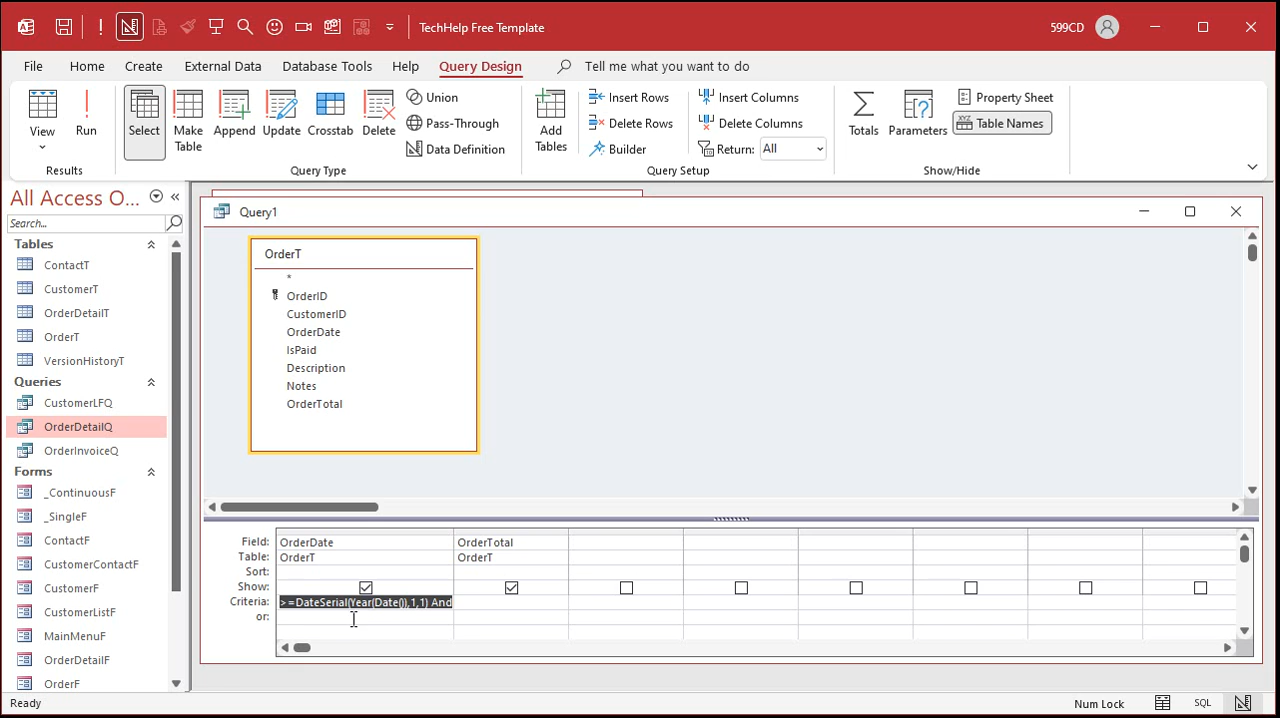 TechHelp Free Template
599CD
File Home Create External Data Database Tools Help Query Design Tell me what you want to do
View
Run
Results
Select
Make Table
Append
Update
Crosstab
Delete
Union
Pass-Through
Data Definition
Query Type
Add Tables
Insert Rows
Delete Rows
Builder
Insert Columns
Delete Columns
Return: All
Query Setup
Totals
Parameters
Property Sheet
Table Names
Show/Hide
All Access O...
Search...
Tables
ContactT
CustomerT
OrderDetailT
OrderT
VersionHistoryT
Queries
CustomerLFQ
OrderDetailQ
OrderInvoiceQ
Forms
_ContinuousF
_SingleF
ContactF
CustomerContactF
CustomerF
CustomerListF
MainMenuF
OrderDetailF
OrderF
Query1
OrderT
*
OrderID
CustomerID
OrderDate
IsPaid
Description
Notes
OrderTotal
Field: OrderDate OrderTotal
Table: OrderT OrderT
Sort:
Show:
Criteria: >=DateSerial(Year(Date()),1,1) And
or:
Ready
Num Lock
SQL